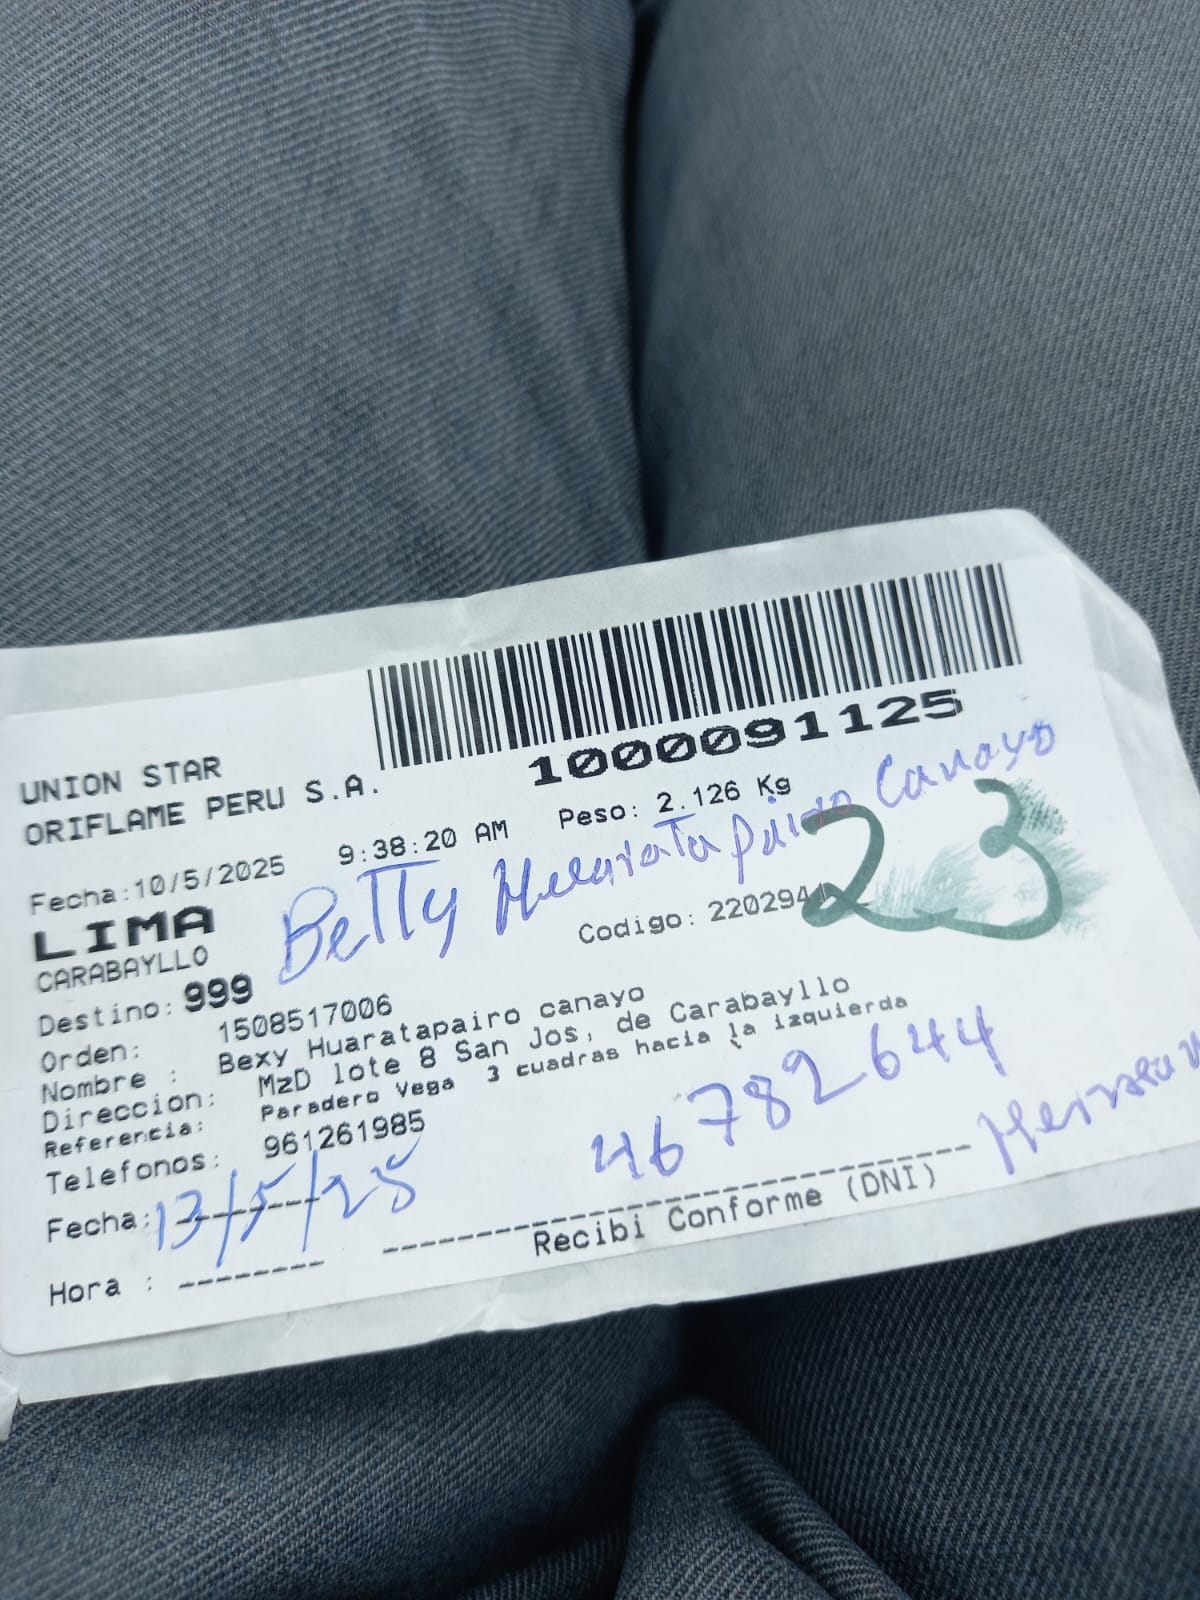 1000091125
UNION STAR
ORIFLAME PERU S.A.
Fecha:10/5/2025 9:38:20 AM Peso: 2.126 Kg
LIMA
CARABAYLLO
Betty Huaratapairo Canayo
23
Destino: 999 Codigo: 2202944
Orden: 1508517006
Nombre : Bexy Huaratapairo canayo
Direccion: MzD lote 8 San Jos, de Carabayllo
Referencia: Paradero Vega 3 cuadras hacia la izquierda
Telefonos: 961261985
Fecha: 13/5/25
46782644
Hora : --------
Recibi Conforme (DNI)